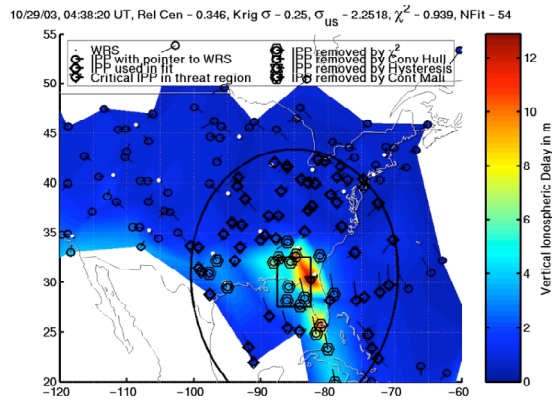 10/29/03, 04:38:20 UT, Rel Cen - 0.346, Krig σ - 0.25, σ_us - 2.2518, χ² - 0.939, NFit - 54
WRS
IPP with pointer to WRS
IPP used in fit
Critical IPP in threat region
IPP removed by χ²
IPP removed by Conv Hull
IPP removed by Hysteresis
IPP removed by Cont Matl
55
50
45
40
35
30
25
20
-120 -110 -100 -90 -80 -70 -60
12
10
8
6
4
2
0
Vertical Ionospheric Delay in m